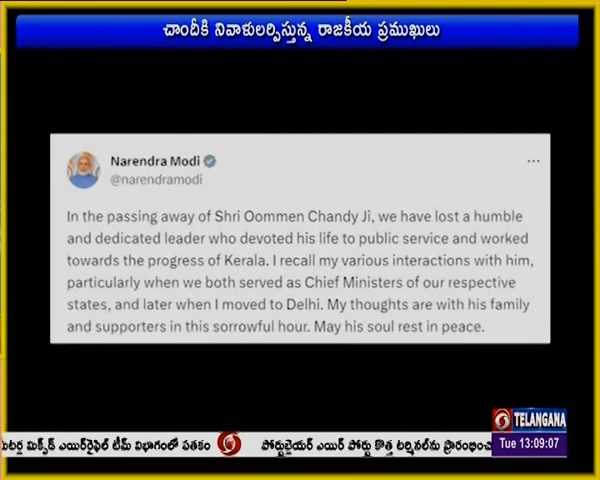 చాందీకి నివాళులర్పిస్తున్న రాజకీయ ప్రముఖులు
Narendra Modi
@narendramodi
In the passing away of Shri Oommen Chandy Ji, we have lost a humble
and dedicated leader who devoted his life to public service and worked
towards the progress of Kerala. I recall my various interactions with him,
particularly when we both served as Chief Ministers of our respective
states, and later when I moved to Delhi. My thoughts are with his family
and supporters in this sorrowful hour. May his soul rest in peace.
TELANGANA
Tue 13:09:07
మిక్స్‌డ్ ఎయిర్‌రైఫిల్ టీమ్ విభాగంలో పతకం పోర్టుబ్లెయర్ ఎయిర్ పోర్టు కొత్త టర్మినల్‌ను